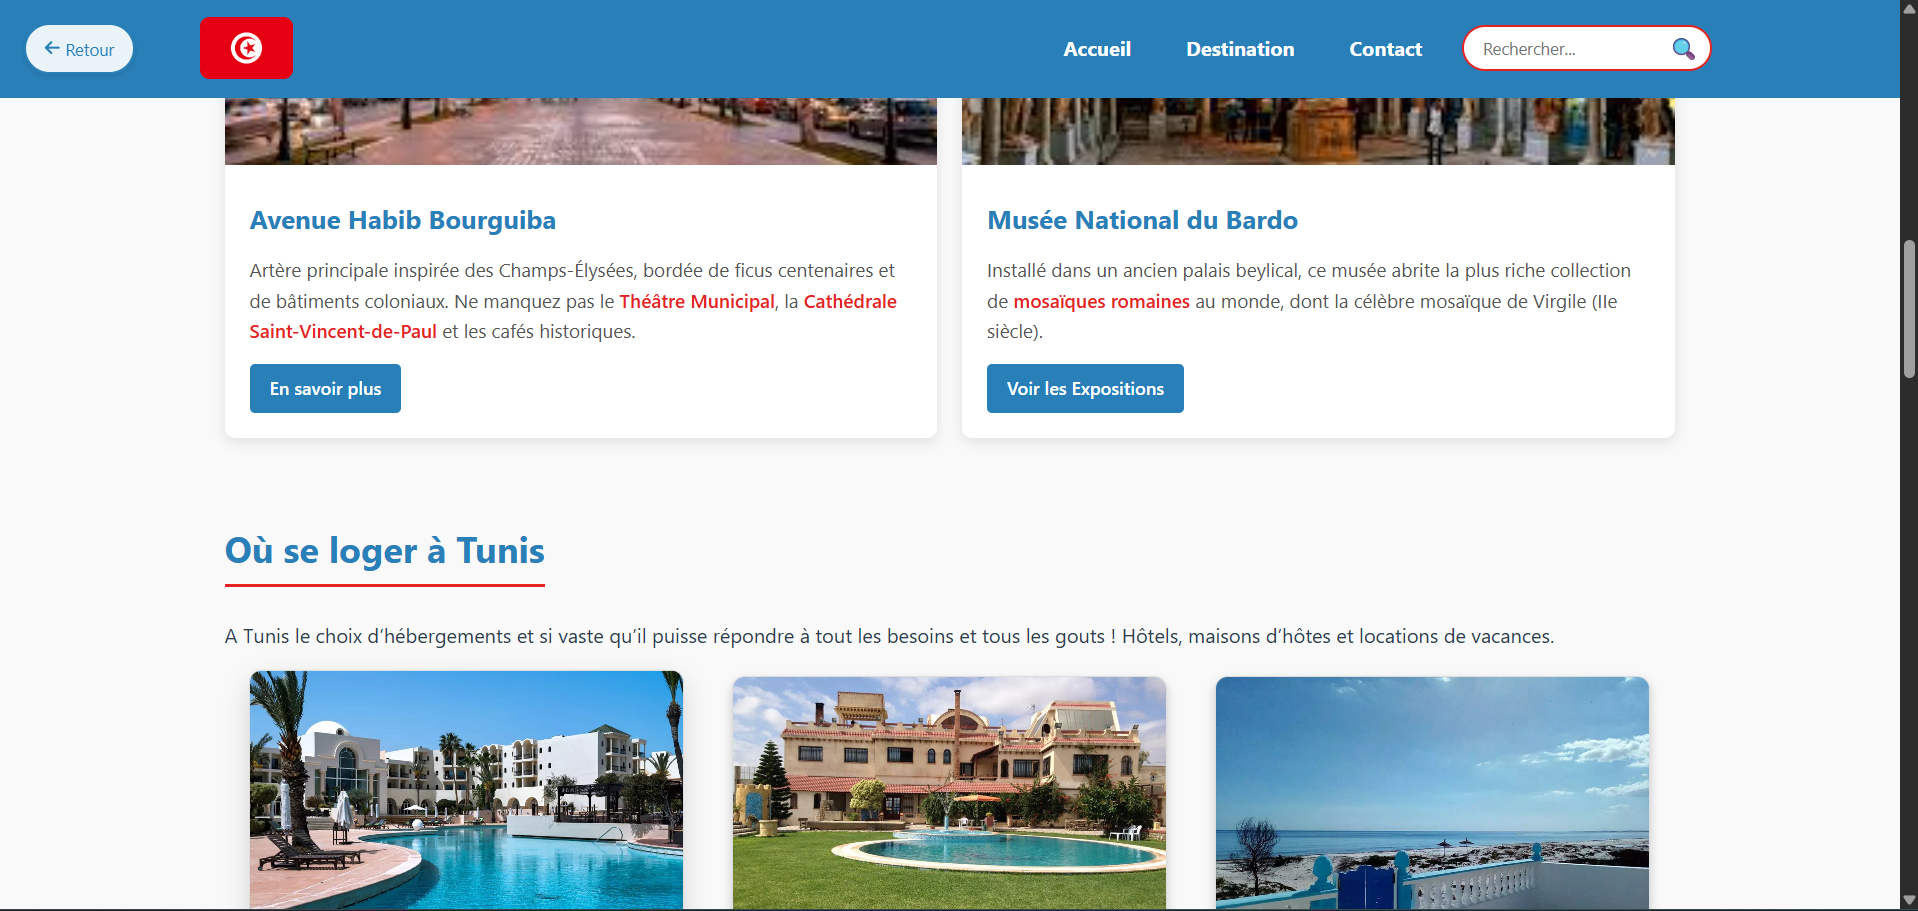 Retour
Accueil
Destination
Contact
Rechercher...
Avenue Habib Bourguiba
Artère principale inspirée des Champs-Élysées, bordée de ficus centenaires et
de bâtiments coloniaux. Ne manquez pas le Théâtre Municipal, la Cathédrale
Saint-Vincent-de-Paul et les cafés historiques.
En savoir plus
Musée National du Bardo
Installé dans un ancien palais beylical, ce musée abrite la plus riche collection
de mosaïques romaines au monde, dont la célèbre mosaïque de Virgile (IIe
siècle).
Voir les Expositions
Où se loger à Tunis
A Tunis le choix d’hébergements et si vaste qu’il puisse répondre à tout les besoins et tous les gouts ! Hôtels, maisons d’hôtes et locations de vacances.